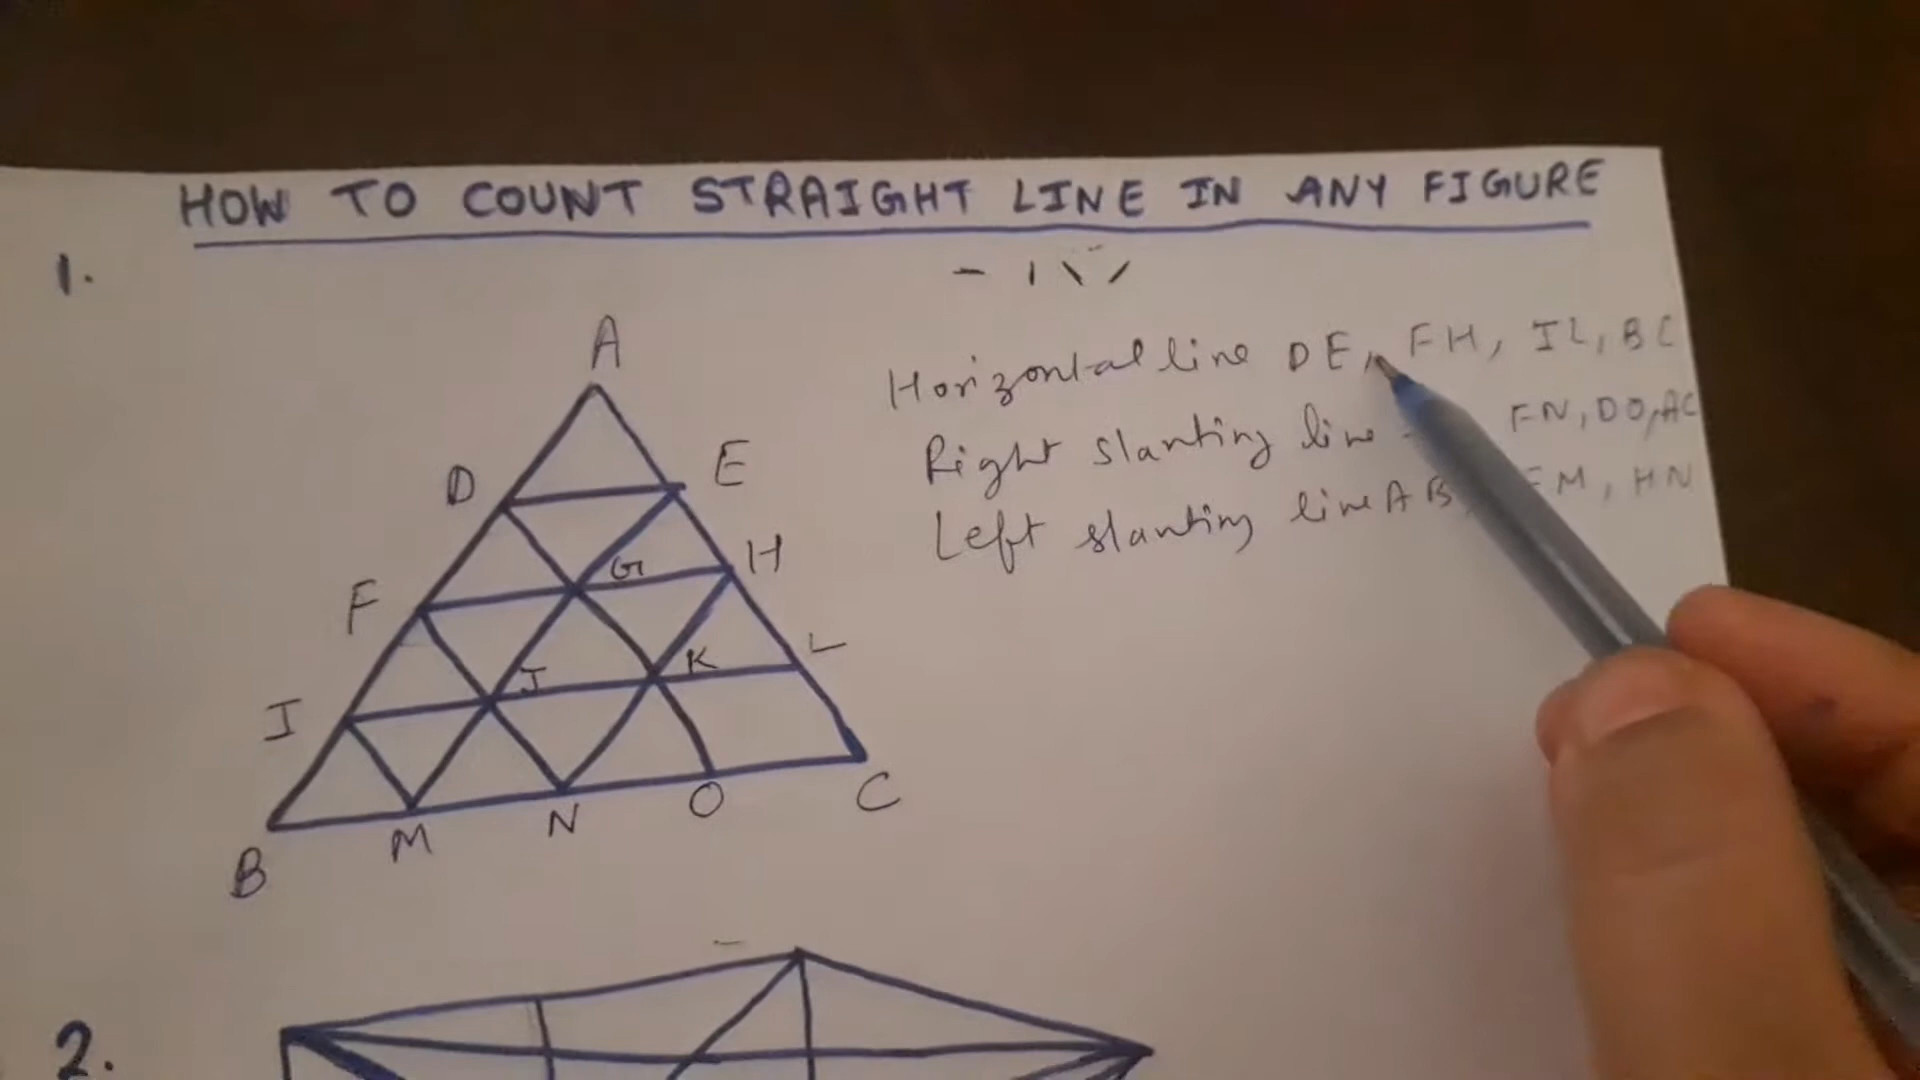 HOW TO COUNT STRAIGHT LINE IN ANY FIGURE
1.
A
Horizontal line DE, FH, IL, BC
Right slanting line - FN, DO, AC
Left slanting line AB, EM, HN
D E
F G H
I J K L
B M N O C
2.